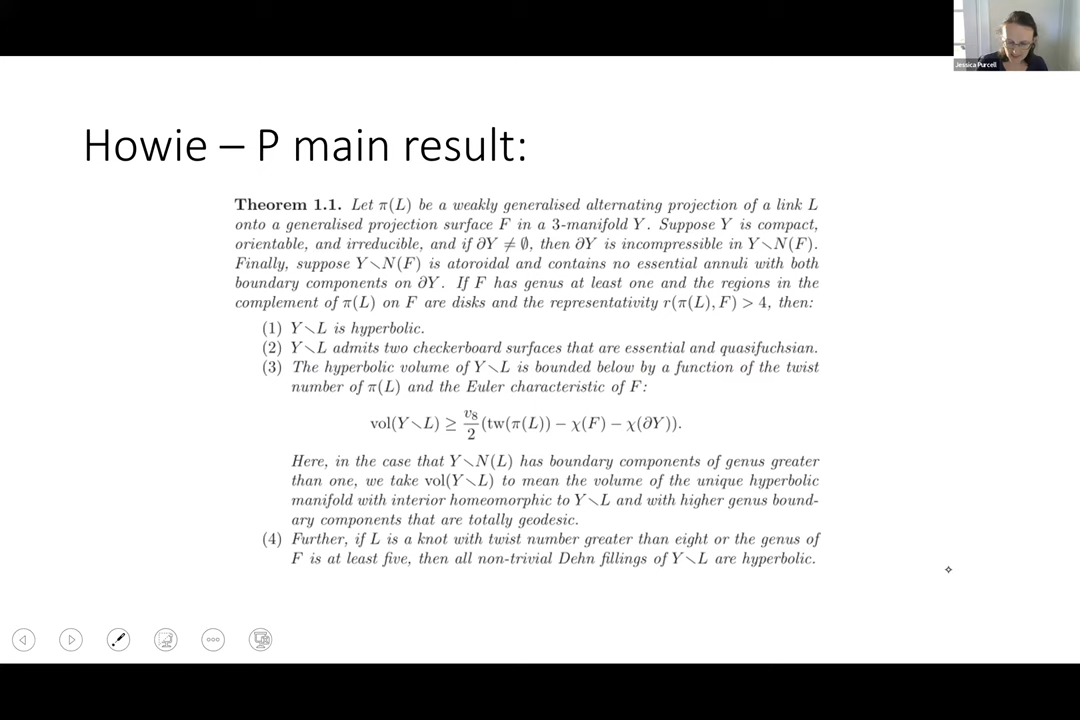 Jessica Purcell
Howie – P main result:
Theorem 1.1. Let π(L) be a weakly generalised alternating projection of a link L
onto a generalised projection surface F in a 3-manifold Y. Suppose Y is compact,
orientable, and irreducible, and if ∂Y ≠ ∅, then ∂Y is incompressible in Y∖N(F).
Finally, suppose Y∖N(F) is atoroidal and contains no essential annuli with both
boundary components on ∂Y. If F has genus at least one and the regions in the
complement of π(L) on F are disks and the representativity r(π(L), F) > 4, then:
(1) Y∖L is hyperbolic.
(2) Y∖L admits two checkerboard surfaces that are essential and quasifuchsian.
(3) The hyperbolic volume of Y∖L is bounded below by a function of the twist
number of π(L) and the Euler characteristic of F:
vol(Y∖L) ≥ v₈/2 (tw(π(L)) − χ(F) − χ(∂Y)).
Here, in the case that Y∖N(L) has boundary components of genus greater
than one, we take vol(Y∖L) to mean the volume of the unique hyperbolic
manifold with interior homeomorphic to Y∖L and with higher genus bound-
ary components that are totally geodesic.
(4) Further, if L is a knot with twist number greater than eight or the genus of
F is at least five, then all non-trivial Dehn fillings of Y∖L are hyperbolic.